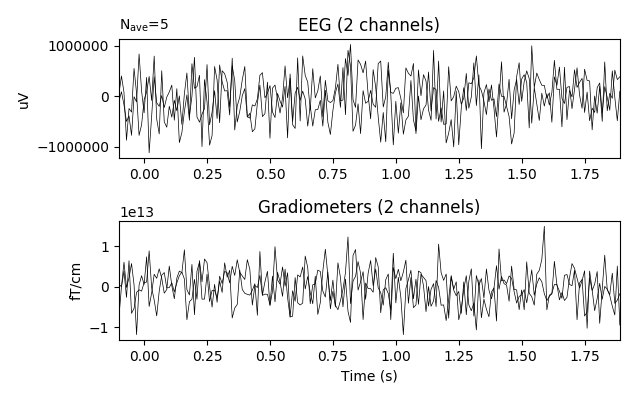 N_ave=5
EEG (2 channels)
1000000
0
−1000000
uV
0.00 0.25 0.50 0.75 1.00 1.25 1.50 1.75
1e13
Gradiometers (2 channels)
1
0
−1
fT/cm
0.00 0.25 0.50 0.75 1.00 1.25 1.50 1.75
Time (s)